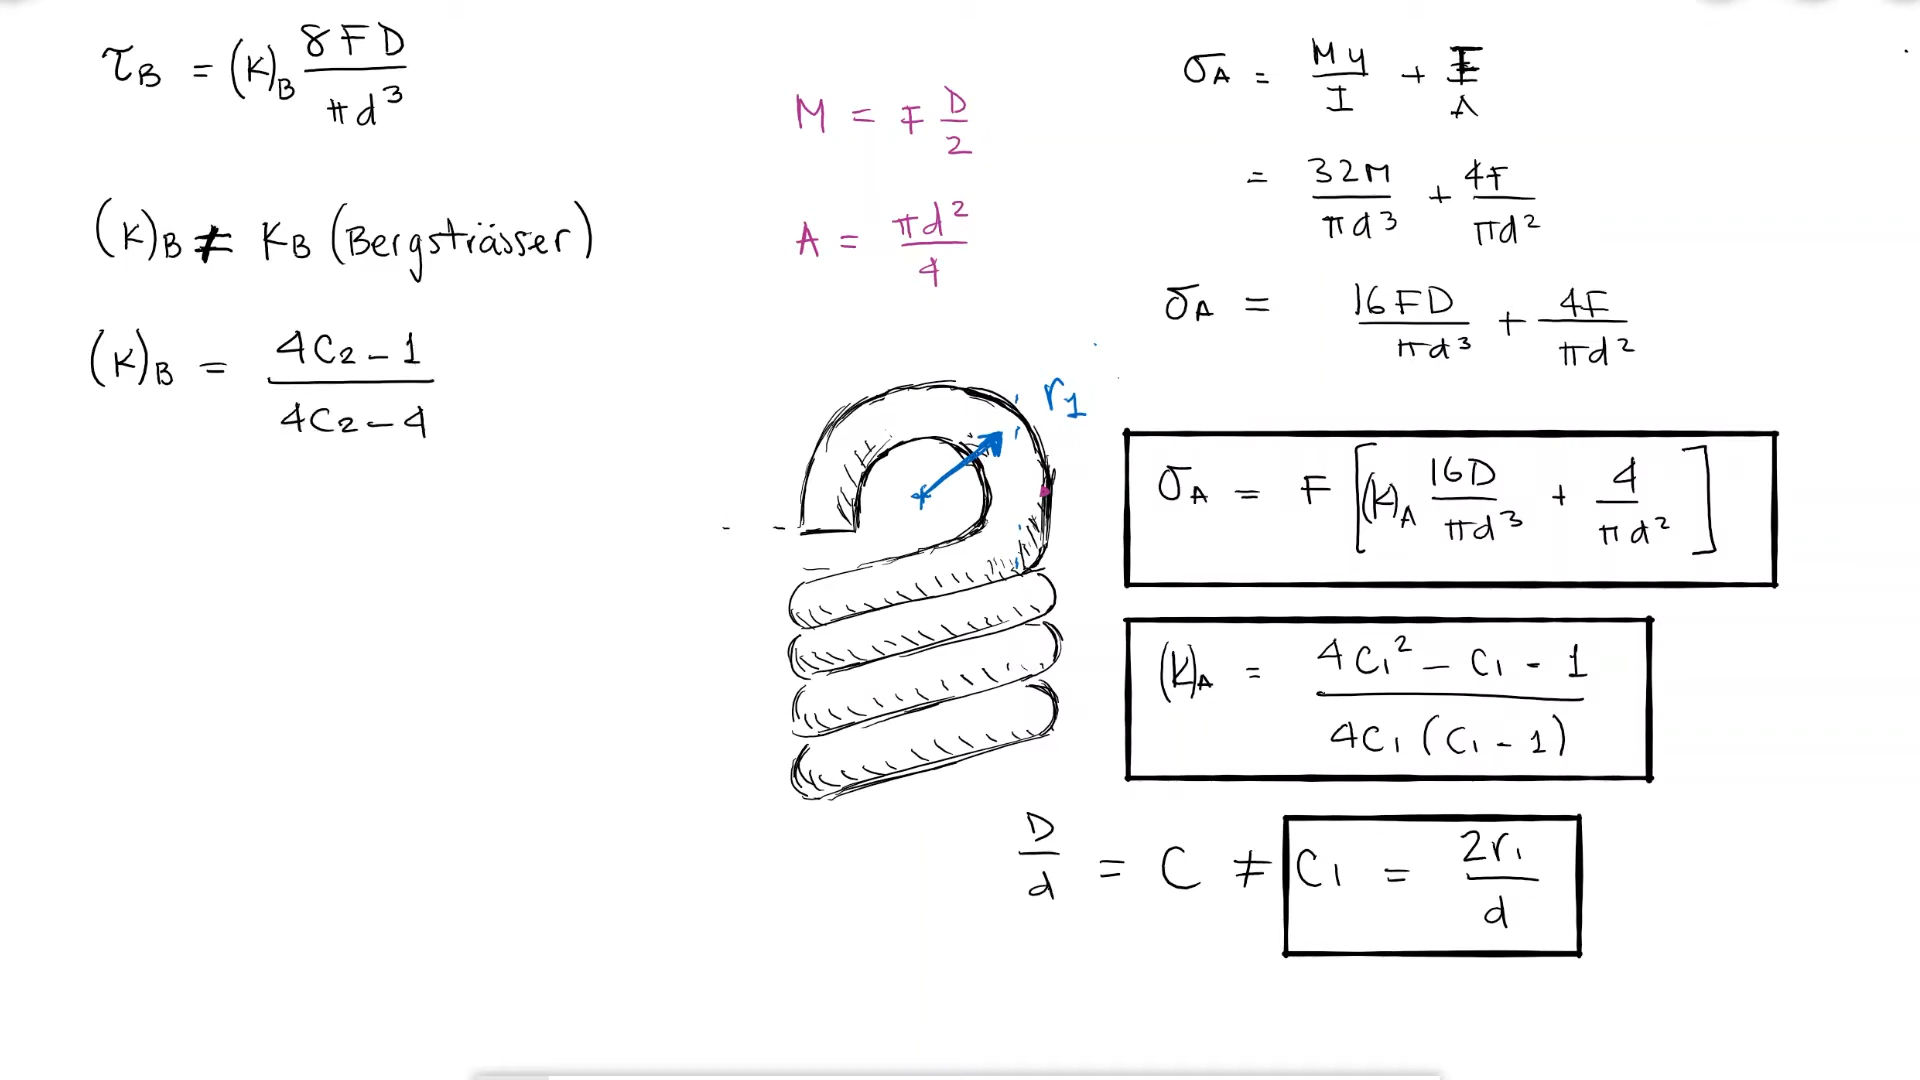 τB = (K)B 8FD / πd³
(K)B ≠ KB (Bergsträsser)
(K)B = 4C2 - 1 / 4C2 - 4
M = F D / 2
A = πd² / 4
r1
σA = My / I + F / A
= 32M / πd³ + 4F / πd²
σA = 16FD / πd³ + 4F / πd²
σA = F [(K)A 16D / πd³ + 4 / πd²]
(K)A = 4C1² - C1 - 1 / 4C1 (C1 - 1)
D / d = C ≠ C1 = 2r1 / d